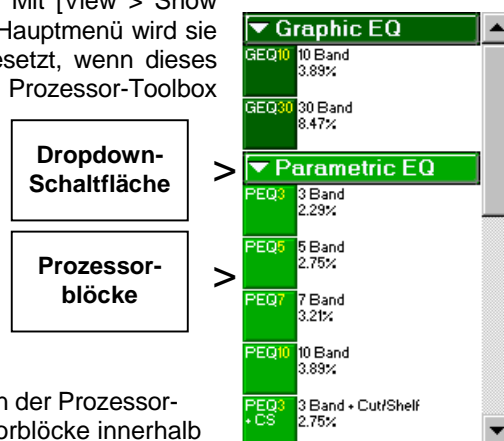 Mit [View > Show
Hauptmenü wird sie
esetzt, wenn dieses
Prozessor-Toolbox
Dropdown-
Schaltfläche
>
Prozessor-
blöcke
>
n der Prozessor-
orblöcke innerhalb
Graphic EQ
GEQ10 10 Band
3.89%
GEQ30 30 Band
8.47%
Parametric EQ
PEQ3 3 Band
2.29%
PEQ5 5 Band
2.75%
PEQ7 7 Band
3.21%
PEQ10 10 Band
3.89%
PEQ3 3 Band + Cut/Shelf
+CS 2.75%